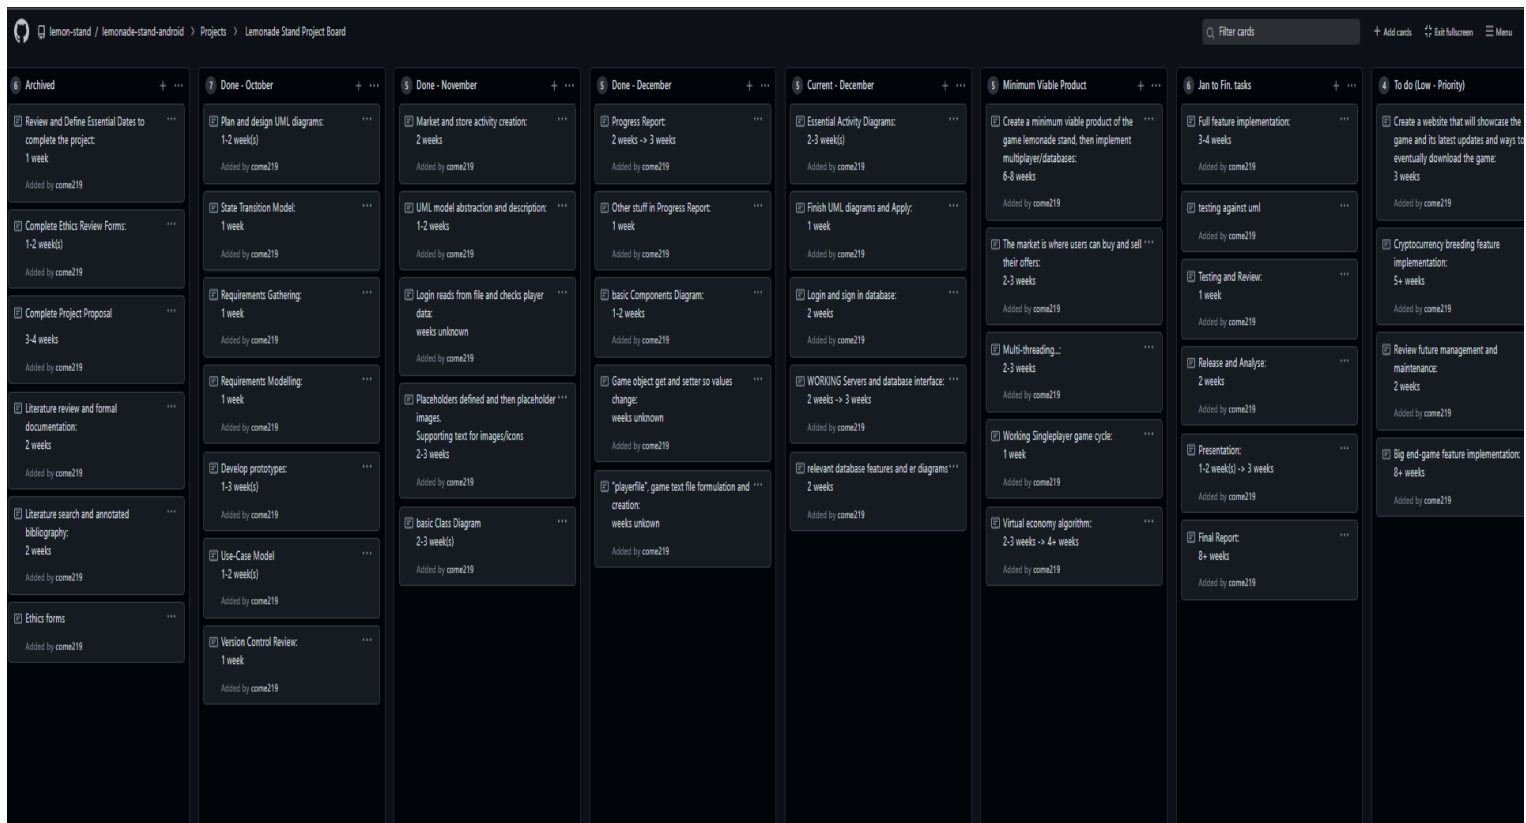 lemon-stand / lemonade-stand-android > Projects > Lemonade Stand Project Board
Filter cards
+ Add cards
Exit fullscreen
Menu
6 Archived
Review and Define Essential Dates to
complete the project:
1 week
Added by come219
Complete Ethics Review Forms:
1-2 week(s)
Added by come219
Complete Project Proposal
3-4 weeks
Added by come219
Literature review and formal
documentation:
2 weeks
Added by come219
Literature search and annotated
bibliography:
2 weeks
Added by come219
Ethics forms
Added by come219
7 Done - October
Plan and design UML diagrams:
1-2 week(s)
Added by come219
State Transition Model:
1 week
Added by come219
Requirements Gathering:
1 week
Added by come219
Requirements Modelling:
1 week
Added by come219
Develop prototypes:
1-3 week(s)
Added by come219
Use-Case Model
1-2 week(s)
Added by come219
Version Control Review:
1 week
Added by come219
5 Done - November
Market and store activity creation:
2 weeks
Added by come219
UML model abstraction and description:
1-2 weeks
Added by come219
Login reads from file and checks player
data:
weeks unknown
Added by come219
Placeholders defined and then placeholder
images.
Supporting text for images/icons
2-3 weeks
Added by come219
basic Class Diagram
2-3 week(s)
Added by come219
5 Done - December
Progress Report:
2 weeks -> 3 weeks
Added by come219
Other stuff in Progress Report:
1 week
Added by come219
basic Components Diagram:
1-2 weeks
Added by come219
Game object get and setter so values
change:
weeks unknown
Added by come219
"playerfile", game text file formulation and
creation:
weeks unkown
Added by come219
5 Current - December
Essential Activity Diagrams:
2-3 week(s)
Added by come219
Finish UML diagrams and Apply:
1 week
Added by come219
Login and sign in database:
2 weeks
Added by come219
WORKING Servers and database interface:
2 weeks -> 3 weeks
Added by come219
relevant database features and er diagrams
2 weeks
Added by come219
5 Minimum Viable Product
Create a minimum viable product of the
game lemonade stand, then implement
multiplayer/databases:
6-8 weeks
Added by come219
The market is where users can buy and sell
their offers:
2-3 weeks
Added by come219
Multi-threading...:
2-3 weeks
Added by come219
Working Singleplayer game cycle:
1 week
Added by come219
Virtual economy algorithm:
2-3 weeks -> 4+ weeks
Added by come219
6 Jan to Fin. tasks
Full feature implementation:
3-4 weeks
Added by come219
testing against uml
Added by come219
Testing and Review:
1 week
Added by come219
Release and Analyse:
2 weeks
Added by come219
Presentation:
1-2 week(s) -> 3 weeks
Added by come219
Final Report:
8+ weeks
Added by come219
4 To do (Low - Priority)
Create a website that will showcase the
game and its latest updates and ways to
eventually download the game:
3 weeks
Added by come219
Cryptocurrency breeding feature
implementation:
5+ weeks
Added by come219
Review future management and
maintenance:
2 weeks
Added by come219
Big end-game feature implementation:
8+ weeks
Added by come219